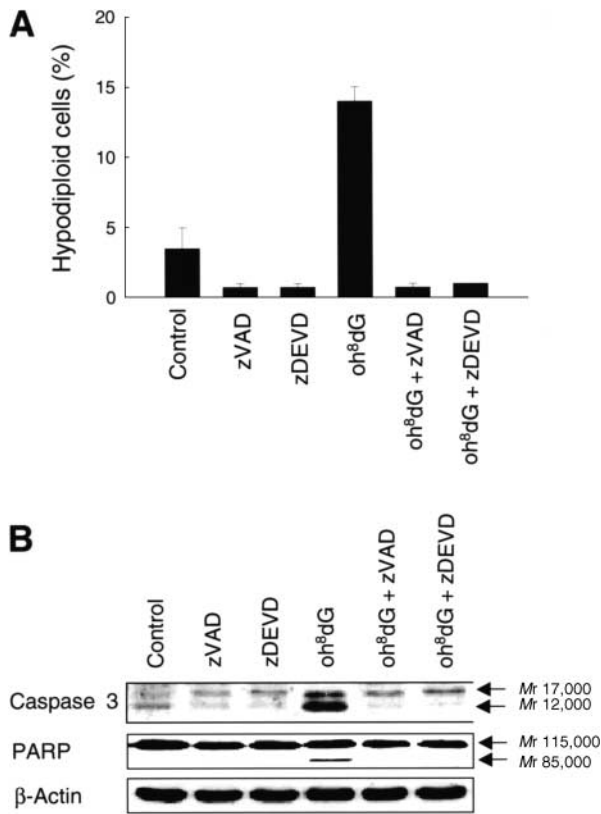 A
Hypodiploid cells (%)
20
15
10
5
0
Control
zVAD
zDEVD
oh⁸dG
oh⁸dG + zVAD
oh⁸dG + zDEVD
B
Control
zVAD
zDEVD
oh⁸dG
oh⁸dG + zVAD
oh⁸dG + zDEVD
Caspase 3
Mr 17,000
Mr 12,000
PARP
Mr 115,000
Mr 85,000
β-Actin